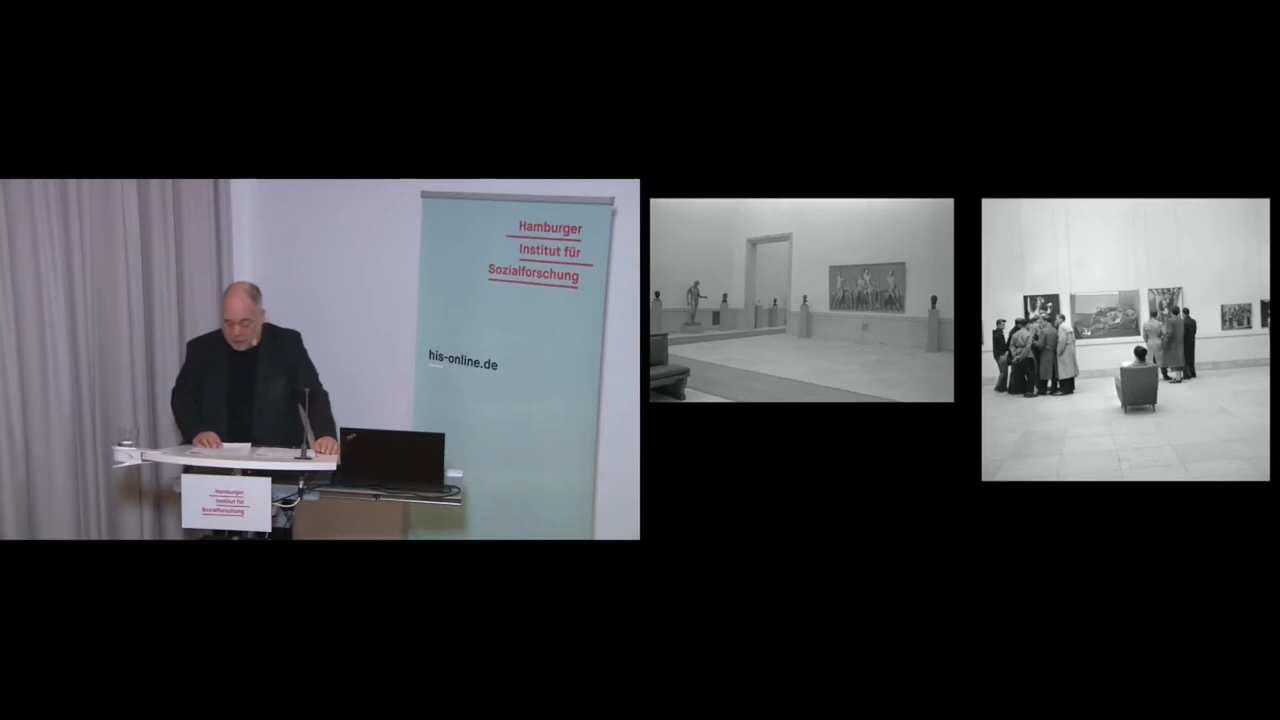 Hamburger
Institut für
Sozialforschung
his-online.de
Hamburger
Institut für
Sozialforschung